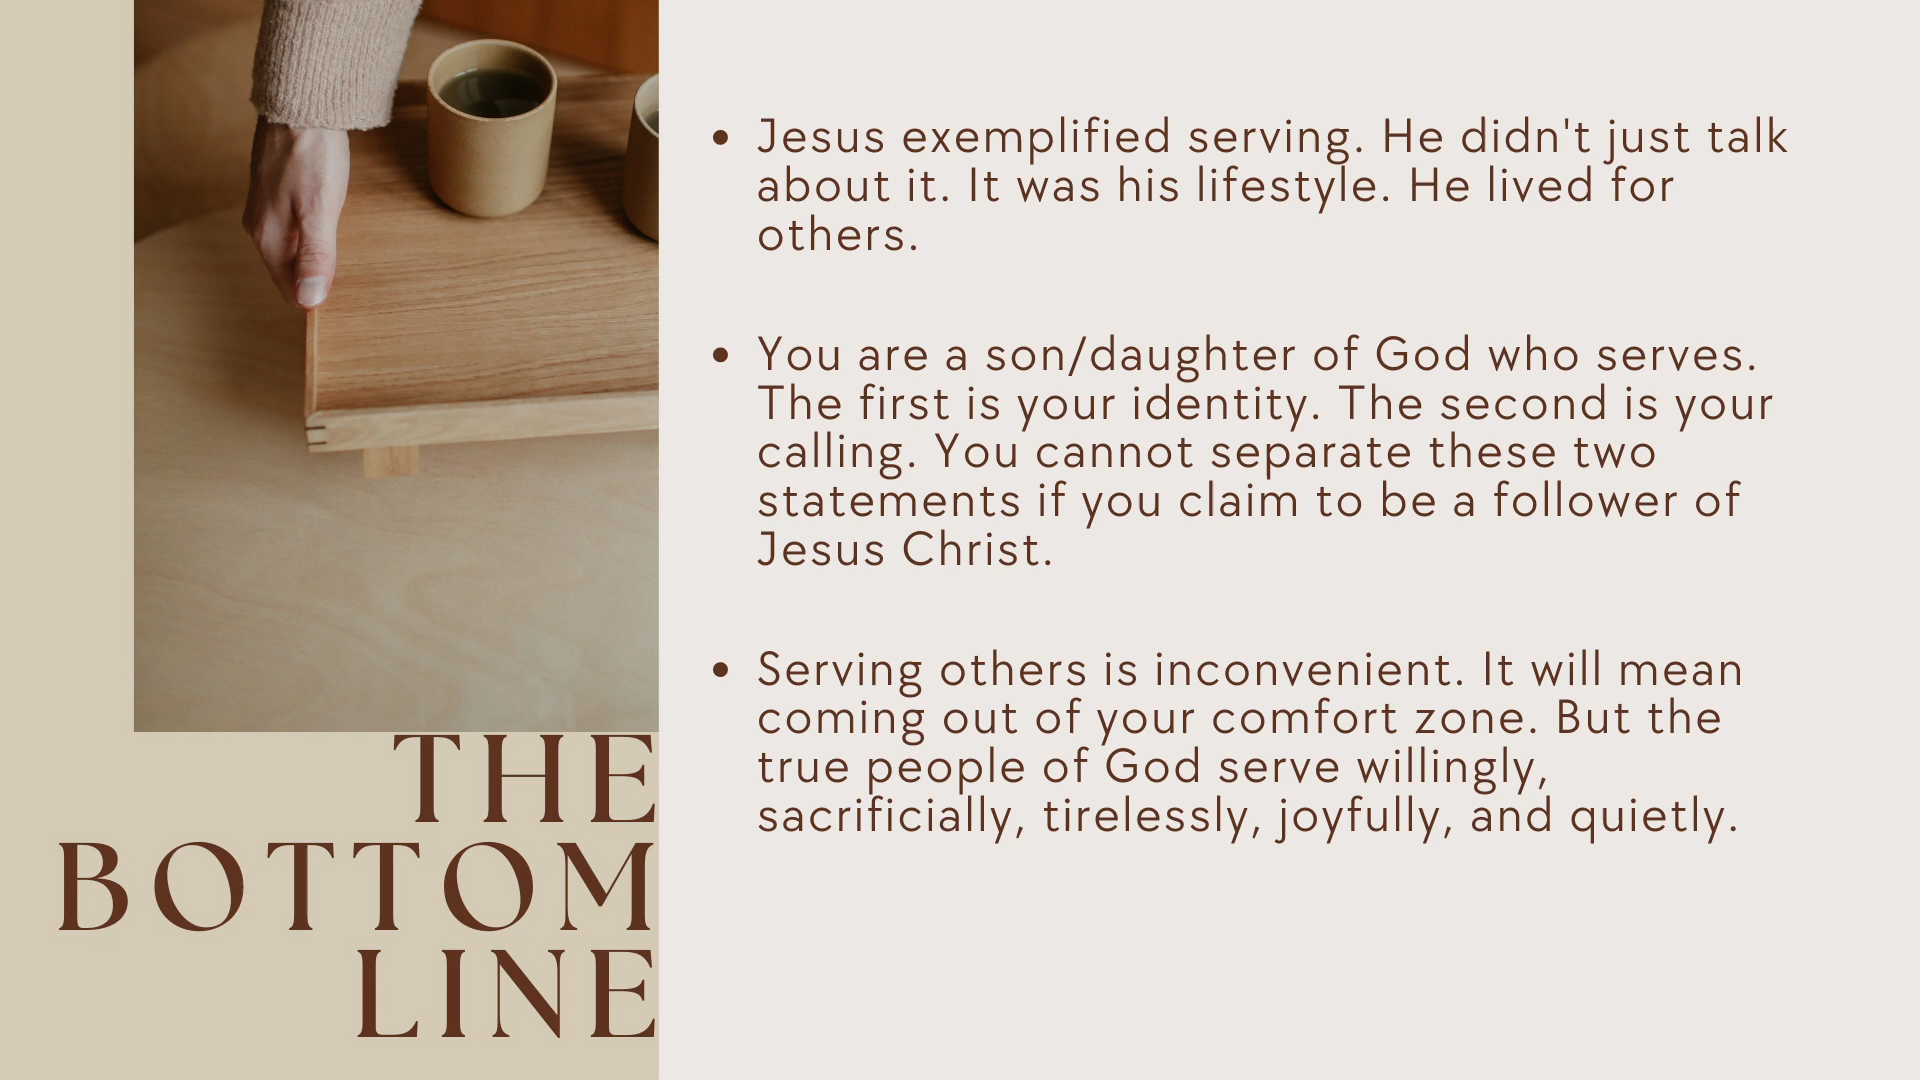 THE
BOTTOM
LINE
• Jesus exemplified serving. He didn't just talk
about it. It was his lifestyle. He lived for
others.
• You are a son/daughter of God who serves.
The first is your identity. The second is your
calling. You cannot separate these two
statements if you claim to be a follower of
Jesus Christ.
• Serving others is inconvenient. It will mean
coming out of your comfort zone. But the
true people of God serve willingly,
sacrificially, tirelessly, joyfully, and quietly.